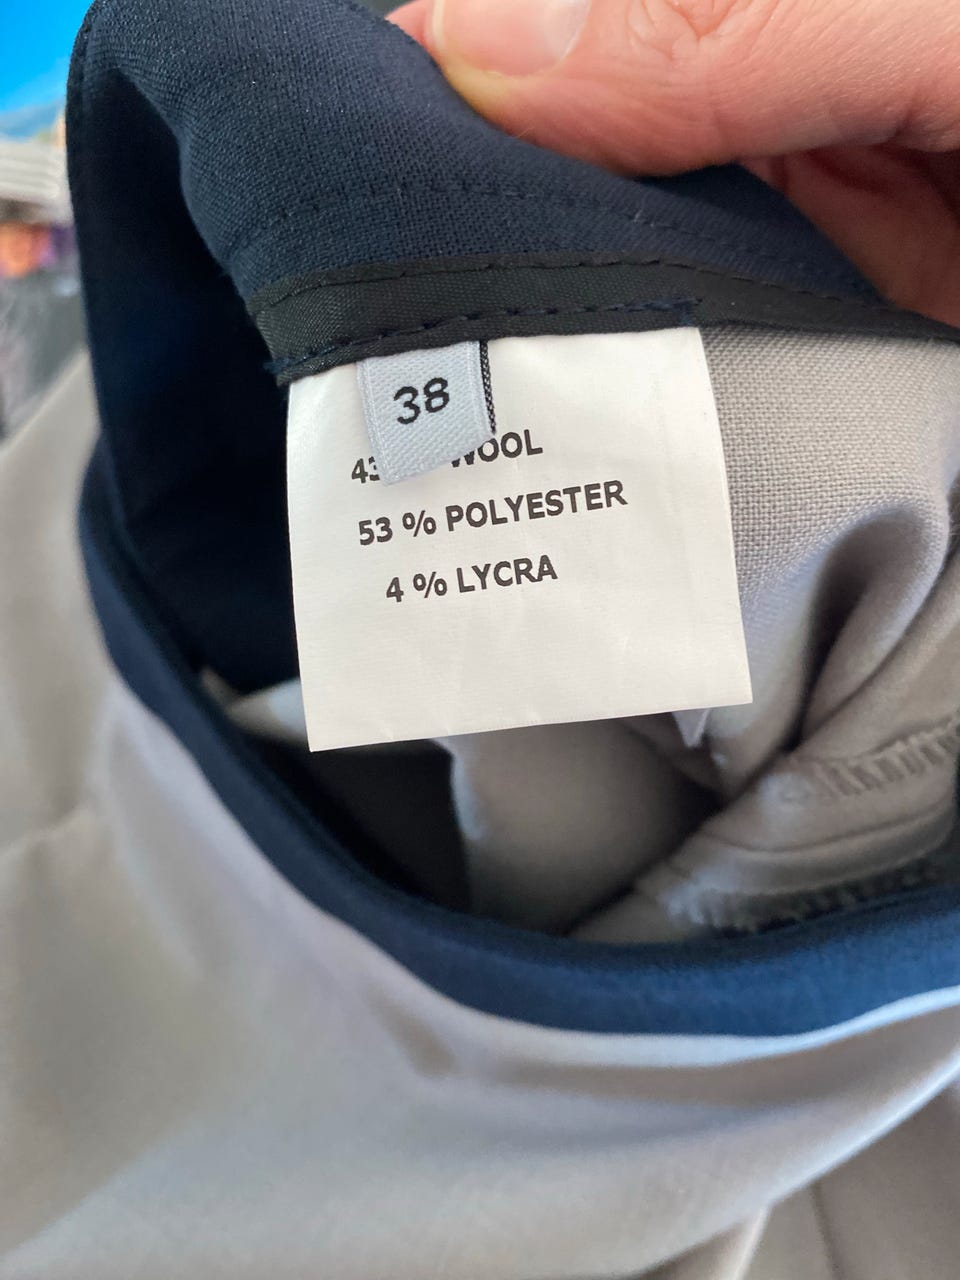 38
43 WOOL
53 % POLYESTER
4 % LYCRA